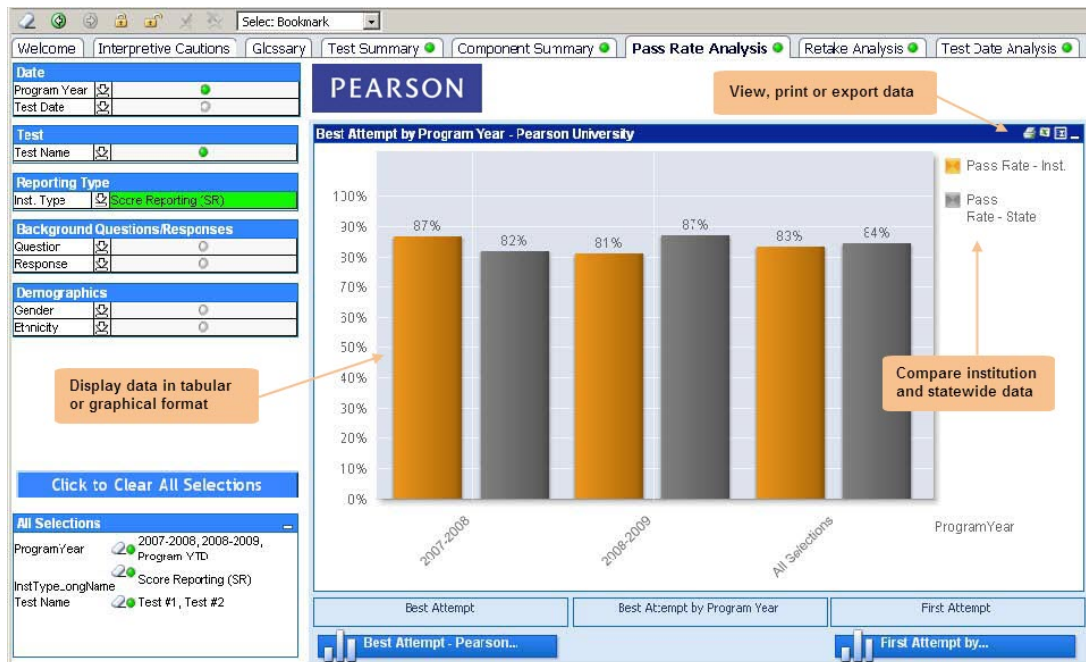 Selec: Bookmark
Welcome
Interpretive Cautions
Glcssary
Test Summary
Component Summary
Pass Rate Analysis
Retake Analysis
Test Date Analysis
Date
Program Year
Test Date
Test
Test Name
Reporting Type
Inst. Type
Sccre Reporting (SR)
Background Questions/Responses
Question
Response
Demographics
Gender
Ethnicity
PEARSON
View, print or export data
Best Attempt by Program Year - Pearson University
Pass Rate - Inst.
Pass
Rate - State
100%
90%
80%
70%
60%
50%
40%
30%
20%
10%
0%
87%
82%
81%
87%
83%
84%
2007-2008
2008-2009
All Selections
ProgramYear
Display data in tabular
or graphical format
Compare institution
and statewide data
Click to Clear All Selections
All Selections
ProgramYear
2007-2008, 2008-2009,
Program YTD
InstType_ongName
Score Reporting (SR)
Test Name
Test #1, Test #2
Best Attempt
Best Attempt by Program Year
First Attempt
Best Attempt - Pearson...
First Attempt by...